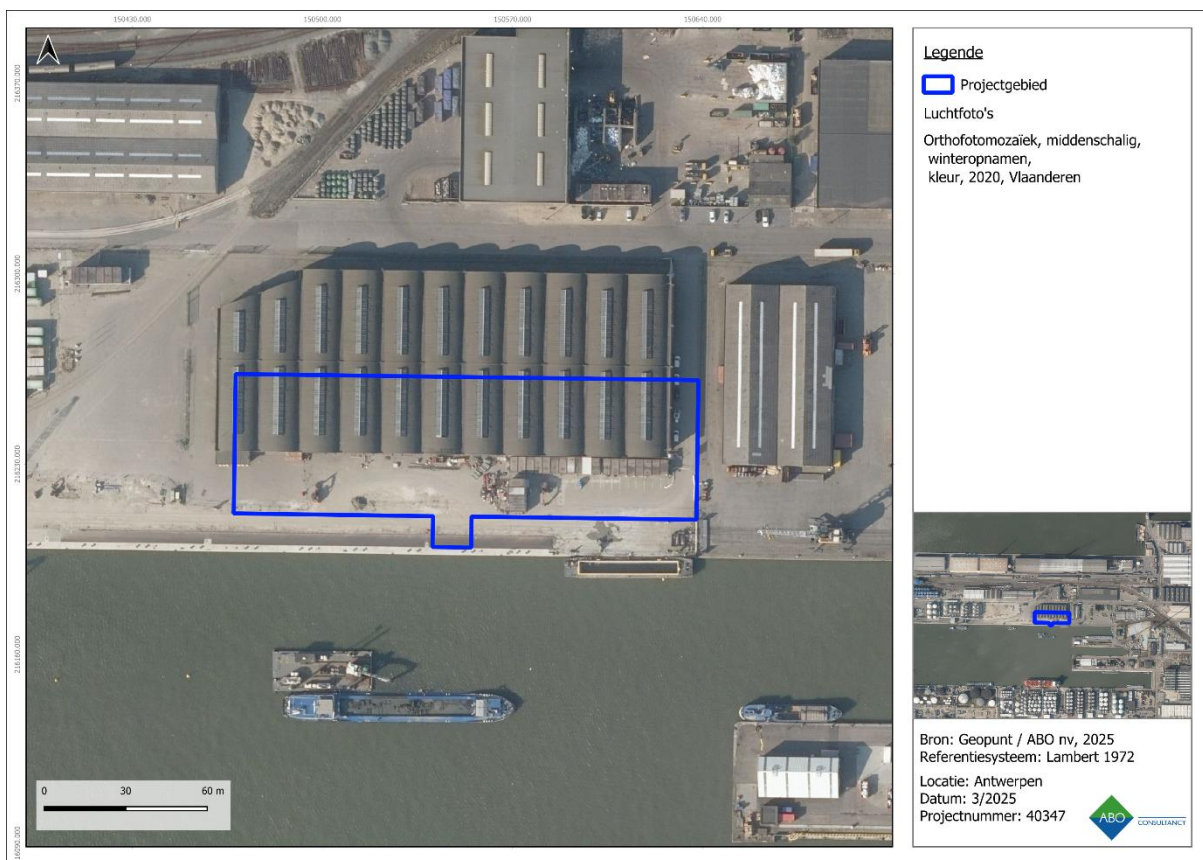 150430.000
150500.000
150570.000
150640.000
216370.000
216300.000
216230.000
216160.000
16090.000
0
30
60 m
Legende
Projectgebied
Luchtfoto's
Orthofotomozaïek, middenschalig,
winteropnamen,
kleur, 2020, Vlaanderen
Bron: Geopunt / ABO nv, 2025
Referentiesysteem: Lambert 1972
Locatie: Antwerpen
Datum: 3/2025
Projectnummer: 40347
ABO
CONSULTANCY